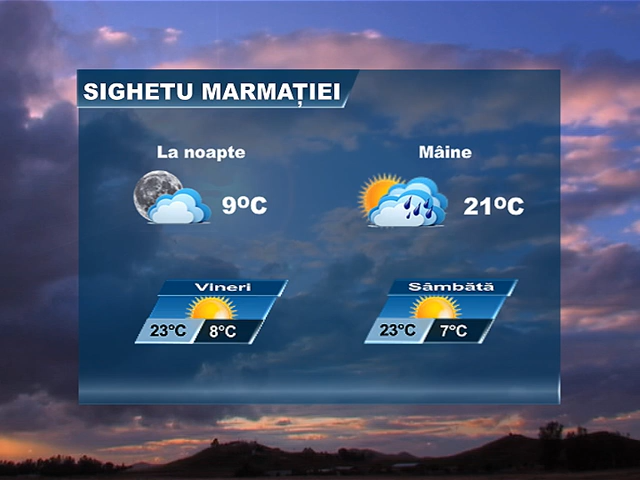 SIGHETU MARMAȚIEI
La noapte
Mâine
9ºC
21ºC
Vineri
Sâmbătă
23ºC 8ºC
23ºC 7ºC